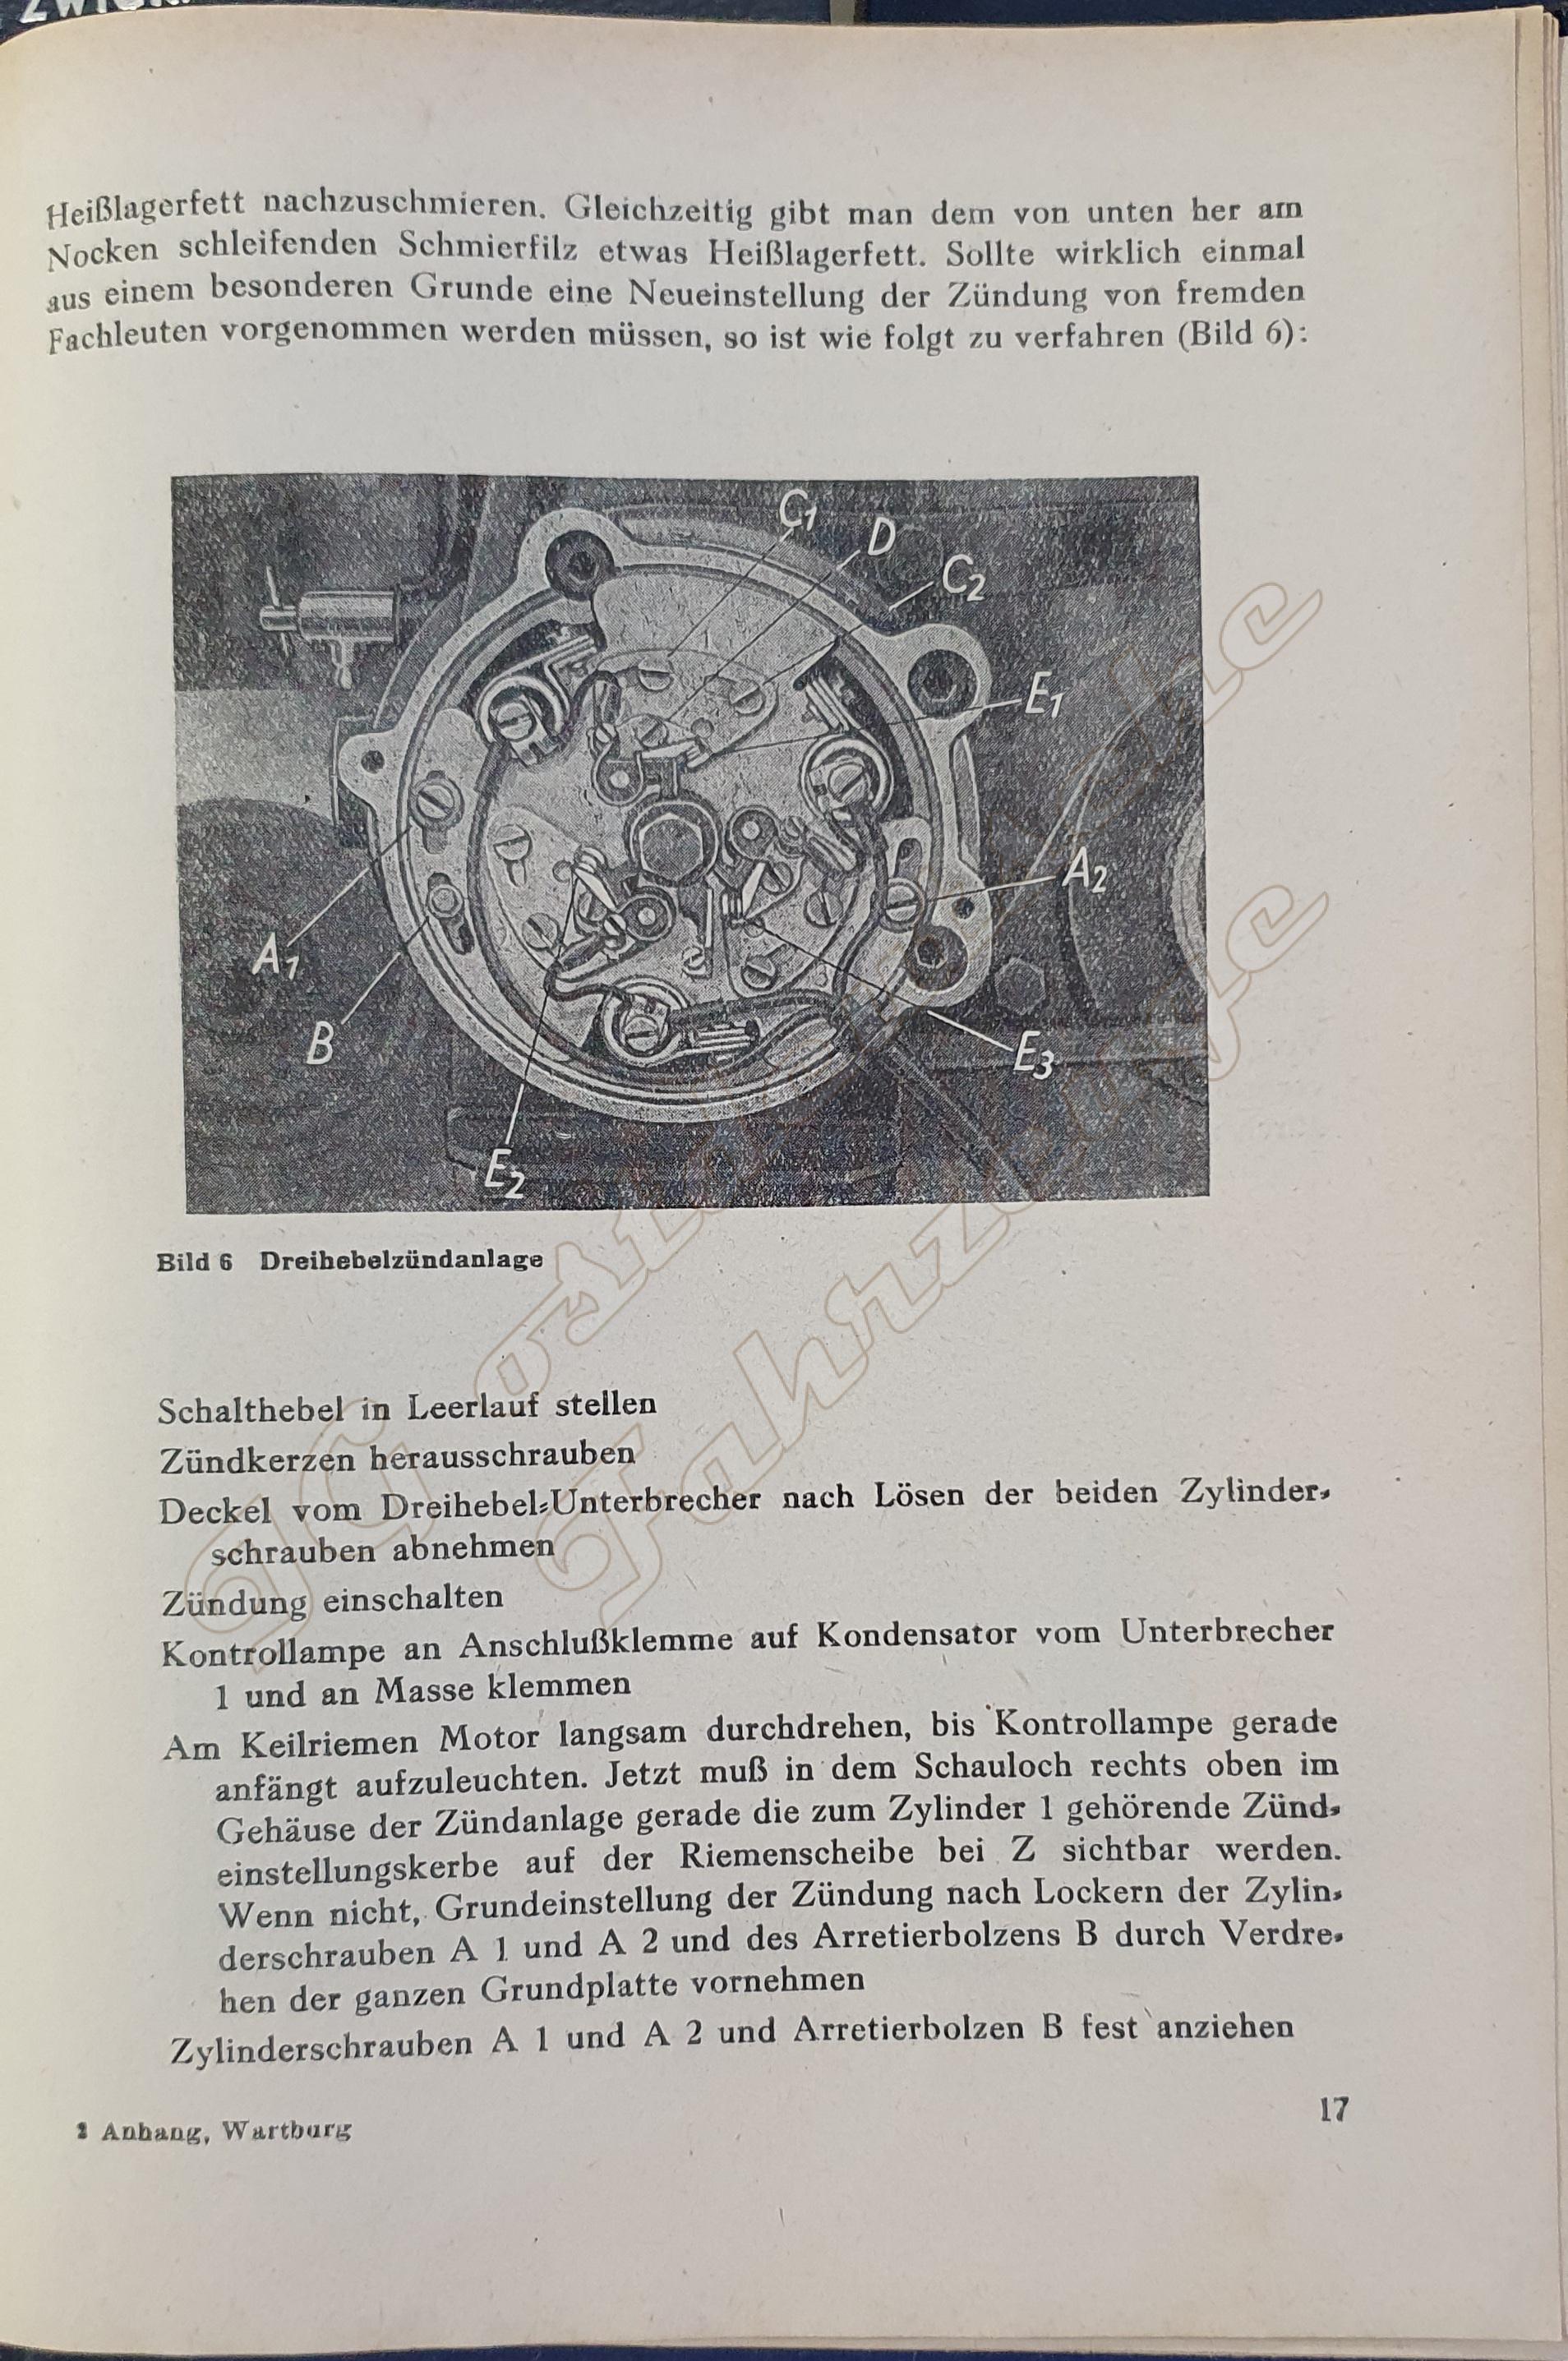 Heißlagerfett nachzuschmieren. Gleichzeitig gibt man dem von unten her am
Nocken schleifenden Schmierfilz etwas Heißlagerfett. Sollte wirklich einmal
aus einem besonderen Grunde eine Neueinstellung der Zündung von fremden
Fachleuten vorgenommen werden müssen, so ist wie folgt zu verfahren (Bild 6):
C1
D
C2
E1
A2
A1
B
E3
E2
Bild 6 Dreihebelzündanlage
Schalthebel in Leerlauf stellen
Zündkerzen herausschrauben
Deckel vom Dreihebel-Unterbrecher nach Lösen der beiden Zylinder-
schrauben abnehmen
Zündung einschalten
Kontrollampe an Anschlußklemme auf Kondensator vom Unterbrecher
1 und an Masse klemmen
Am Keilriemen Motor langsam durchdrehen, bis Kontrollampe gerade
anfängt aufzuleuchten. Jetzt muß in dem Schauloch rechts oben im
Gehäuse der Zündanlage gerade die zum Zylinder 1 gehörende Zünd-
einstellungskerbe auf der Riemenscheibe bei Z sichtbar werden.
Wenn nicht, Grundeinstellung der Zündung nach Lockern der Zylin-
derschrauben A 1 und A 2 und des Arretierbolzens B durch Verdre-
hen der ganzen Grundplatte vornehmen
Zylinderschrauben A 1 und A 2 und Arretierbolzen B fest anziehen
2 Anhang, Wartburg
17